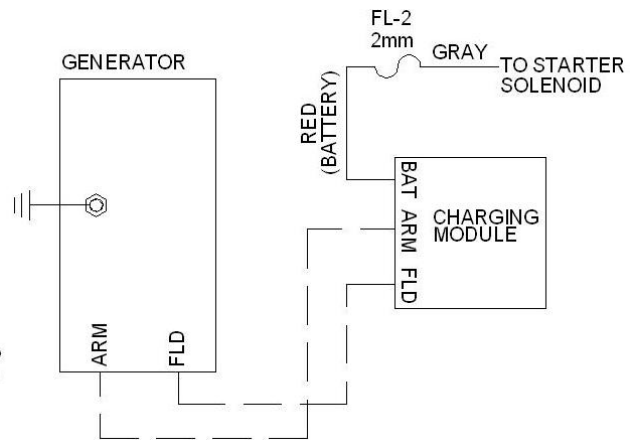 FL-2
2mm
GRAY
TO STARTER
SOLENOID
GENERATOR
RED
(BATTERY)
BAT
ARM
FLD
CHARGING
MODULE
ARM
FLD